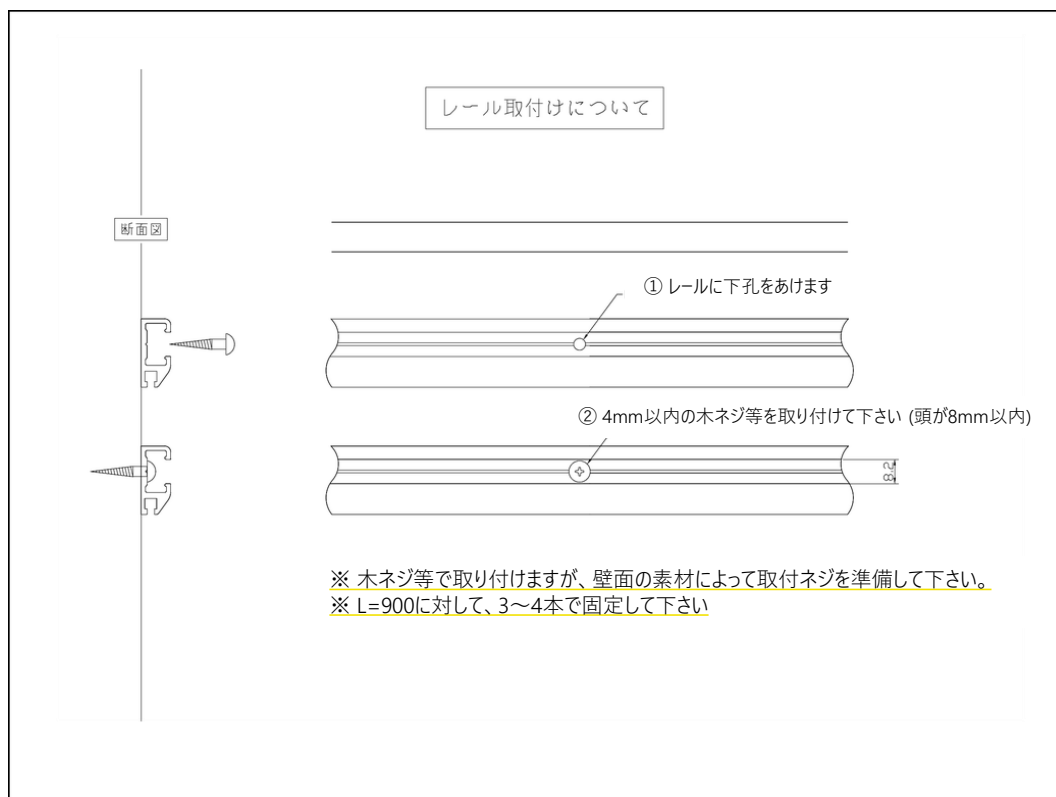 レール取付けについて
断面図
① レールに下孔をあけます
② 4mm以内の木ネジ等を取り付けて下さい (頭が8mm以内)
8.2
※ 木ネジ等で取り付けますが、壁面の素材によって取付ネジを準備して下さい。
※ L=900に対して、3〜4本で固定して下さい